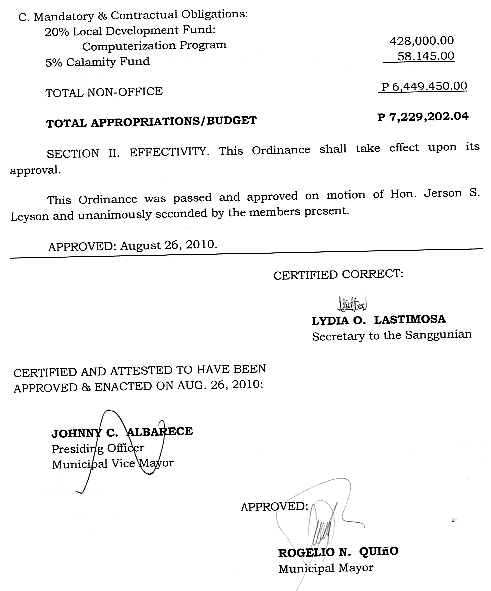 C. Mandatory & Contractual Obligations:
20% Local Development Fund:
Computerization Program 428,000.00
5% Calamity Fund 58.145.00
TOTAL NON-OFFICE P 6,449.450.00
TOTAL APPROPRIATIONS/BUDGET P 7,229,202.04
SECTION II. EFFECTIVITY. This Ordinance shall take effect upon its
approval.
This Ordinance was passed and approved on motion of Hon. Jerson S.
Leyson and unanimously seconded by the members present.
APPROVED: August 26, 2010.
CERTIFIED CORRECT:
LYDIA O. LASTIMOSA
Secretary to the Sanggunian
CERTIFIED AND ATTESTED TO HAVE BEEN
APPROVED & ENACTED ON AUG. 26, 2010:
JOHNNY C. ALBARECE
Presiding Officer
Municipal Vice Mayor
APPROVED:
ROGELIO N. QUIñO
Municipal Mayor